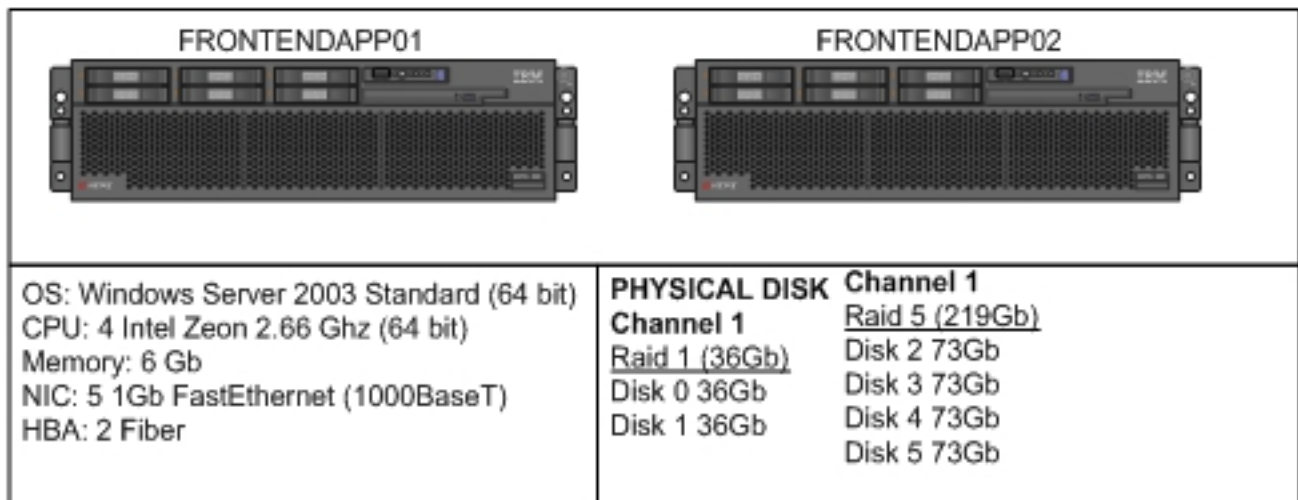 FRONTENDAPP01
FRONTENDAPP02
IBM
IBM
OS: Windows Server 2003 Standard (64 bit)
CPU: 4 Intel Zeon 2.66 Ghz (64 bit)
Memory: 6 Gb
NIC: 5 1Gb FastEthernet (1000BaseT)
HBA: 2 Fiber
PHYSICAL DISK
Channel 1
Raid 1 (36Gb)
Disk 0 36Gb
Disk 1 36Gb
Channel 1
Raid 5 (219Gb)
Disk 2 73Gb
Disk 3 73Gb
Disk 4 73Gb
Disk 5 73Gb